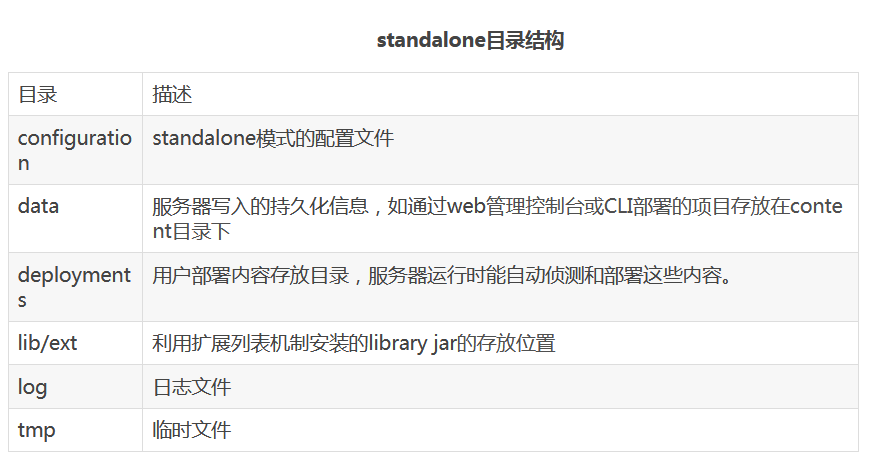 standalone目录结构
目录 描述
configuratio standalone模式的配置文件
n
data 服务器写入的持久化信息，如通过web管理控制台或CLI部署的项目存放在conte
nt目录下
deployment 用户部署内容存放目录，服务器运行时能自动侦测和部署这些内容。
s
lib/ext 利用扩展列表机制安装的library jar的存放位置
log 日志文件
tmp 临时文件